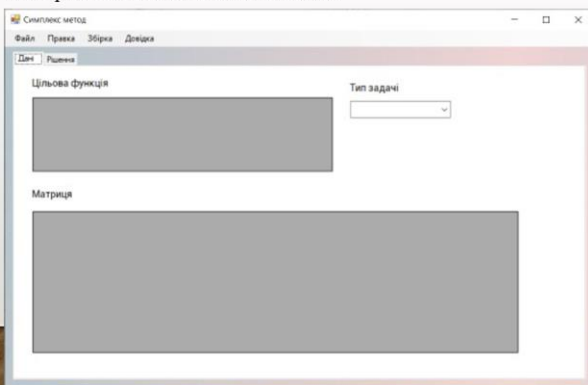 Симплекс метод
Файл Правка Збірка Довідка
Дані Рішення
Цільова функція
Тип задачі
Матриця